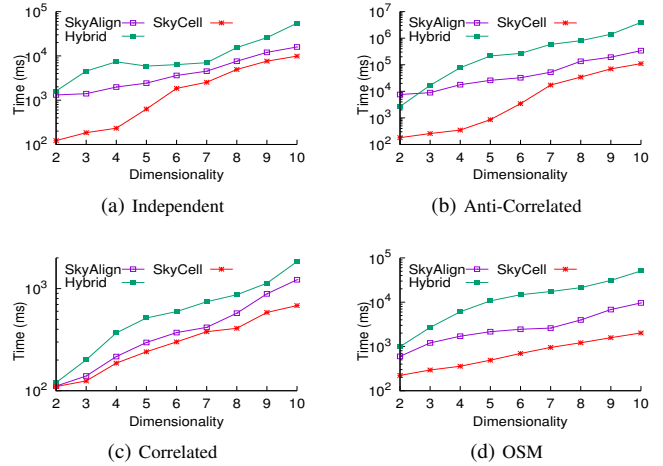 SkyAlign SkyCell
Hybrid
Time (ms)
10^5
10^4
10^3
10^2
2 3 4 5 6 7 8 9 10
Dimensionality
(a) Independent
SkyAlign SkyCell
Hybrid
Time (ms)
10^7
10^6
10^5
10^4
10^3
10^2
2 3 4 5 6 7 8 9 10
Dimensionality
(b) Anti-Correlated
SkyAlign SkyCell
Hybrid
Time (ms)
10^3
10^2
2 3 4 5 6 7 8 9 10
Dimensionality
(c) Correlated
SkyAlign SkyCell
Hybrid
Time (ms)
10^5
10^4
10^3
10^2
2 3 4 5 6 7 8 9 10
Dimensionality
(d) OSM